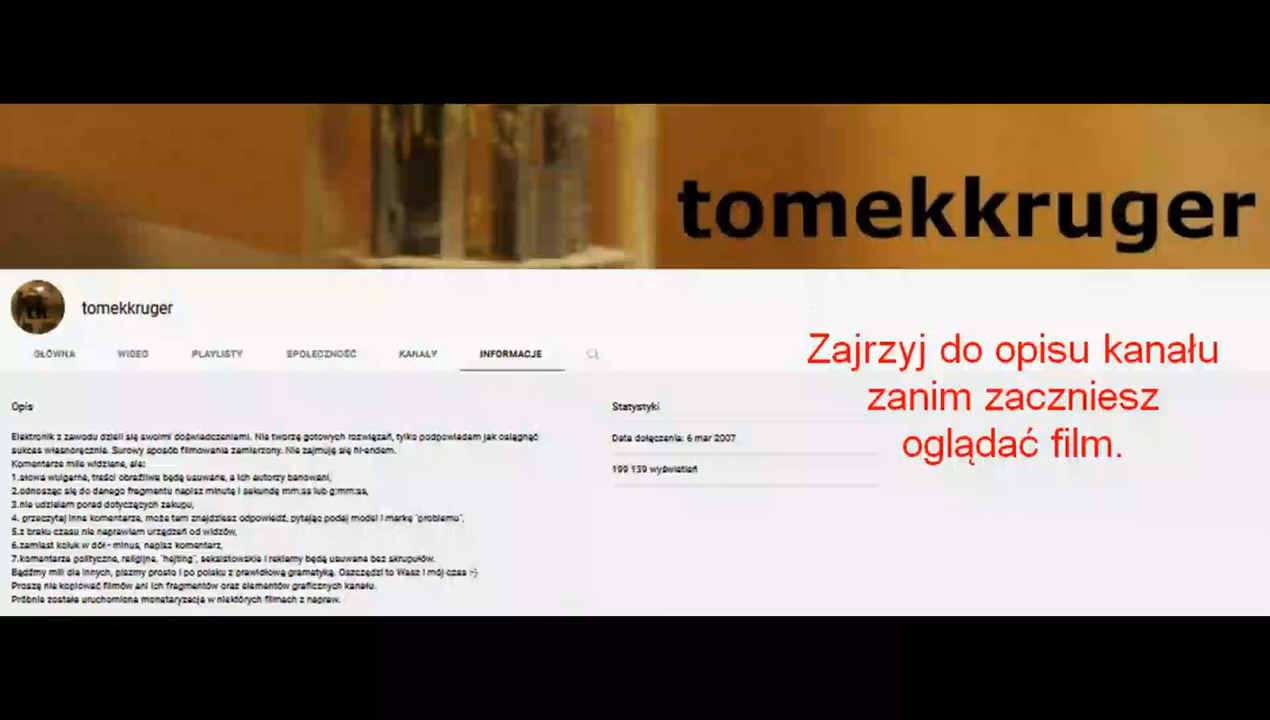 tomekkruger
tomekkruger
GŁÓWNA WIDEO PLAYLISTY SPOŁECZNOŚĆ KANAŁY INFORMACJE
Zajrzyj do opisu kanału
zanim zaczniesz
oglądać film.
Opis
Elektronik z zawodu dzieli się swoimi doświadczeniami. Nie tworzę gotowych rozwiązań, tylko podpowiadam jak osiągnąć
sukces własnoręcznie. Surowy sposób filmowania zamierzony. Nie zajmuję się hi-endem.
Komentarze mile widziane, ale:
1.słowa wulgarne, treści obraźliwe będą usuwane, a ich autorzy banowani,
2.odnosząc się do danego fragmentu napisz minutę i sekundę mm:ss lub g:mm:ss,
3.nie udzielam porad dotyczących zakupu,
4. przeczytaj inne komentarze, może tam znajdziesz odpowiedź, pytając podaj model i markę "problemu",
5.z braku czasu nie naprawiam urządzeń od widzów,
6.zamiast kciuk w dół - minus, napisz komentarz,
7.komentarze polityczne, religijne, "hejting", seksistowskie i reklamy będą usuwane bez skrupułów.
Bądźmy mili dla innych, piszmy prosto i po polsku z prawidłową gramatyką. Oszczędzi to Wasz i mój czas :-)
Proszę nie kopiować filmów ani ich fragmentów oraz elementów graficznych kanału.
Próbnie została uruchomiona monetaryzacja w niektórych filmach z napraw.
Statystyki
Data dołączenia: 6 mar 2007
199 139 wyświetleń